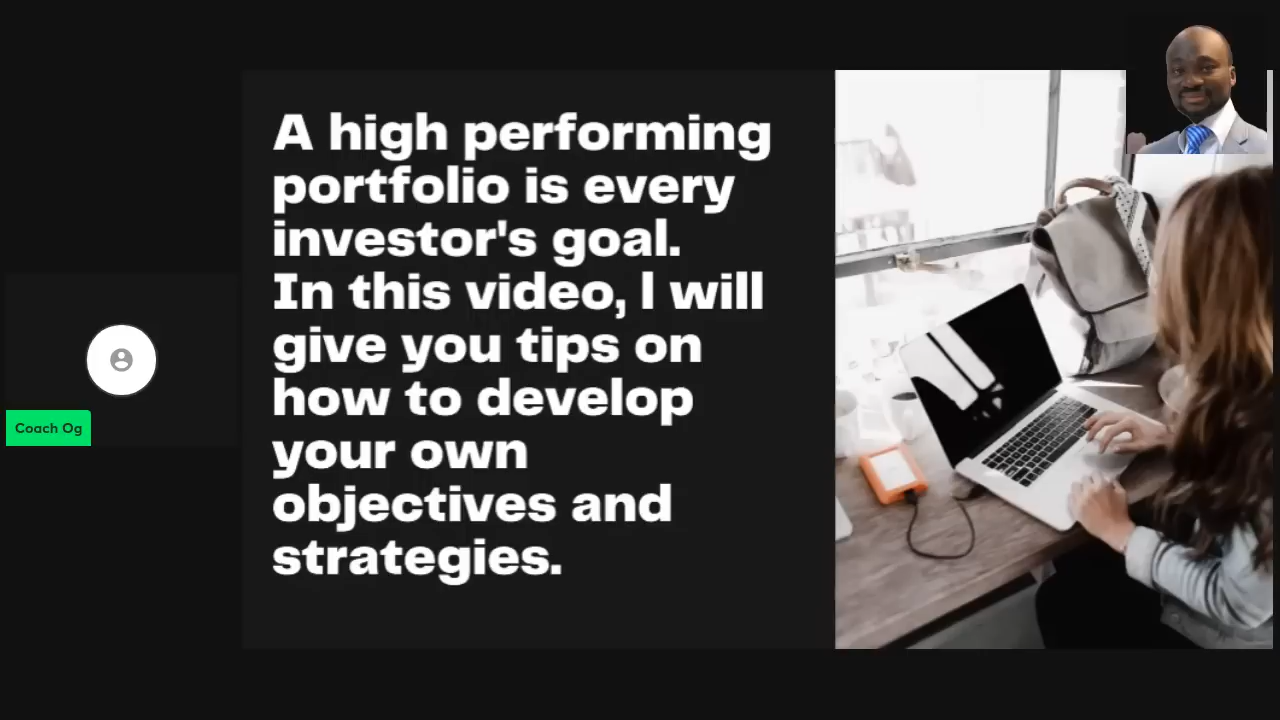 A high performing
portfolio is every
investor's goal.
In this video, I will
give you tips on
how to develop
your own
objectives and
strategies.
Coach Og